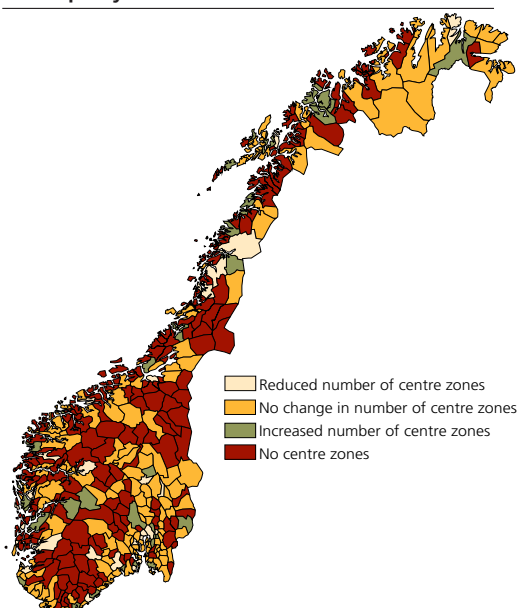 Reduced number of centre zones
No change in number of centre zones
Increased number of centre zones
No centre zones